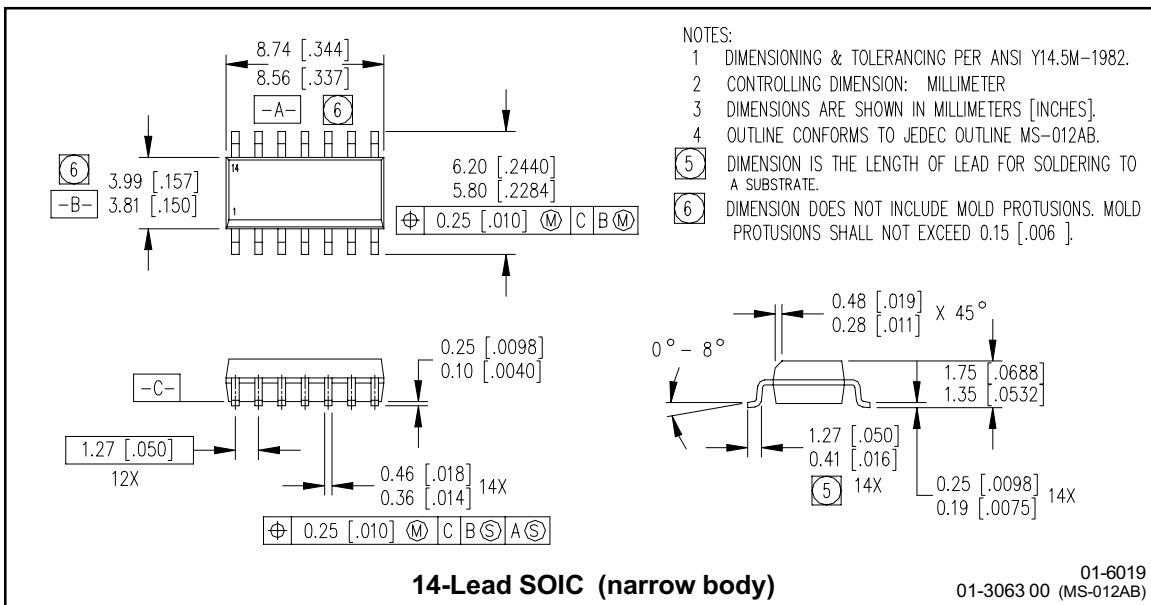 8.74 [.344]
8.56 [.337]
-A- 6
14
1
6
3.99 [.157]
3.81 [.150]
-B-
6.20 [.2440]
5.80 [.2284]
⌖ 0.25 [.010] Ⓜ C B Ⓜ
NOTES:
1 DIMENSIONING & TOLERANCING PER ANSI Y14.5M-1982.
2 CONTROLLING DIMENSION: MILLIMETER
3 DIMENSIONS ARE SHOWN IN MILLIMETERS [INCHES].
4 OUTLINE CONFORMS TO JEDEC OUTLINE MS-012AB.
5 DIMENSION IS THE LENGTH OF LEAD FOR SOLDERING TO
A SUBSTRATE.
6 DIMENSION DOES NOT INCLUDE MOLD PROTUSIONS. MOLD
PROTUSIONS SHALL NOT EXCEED 0.15 [.006 ].
-C-
0.25 [.0098]
0.10 [.0040]
1.27 [.050]
12X
0.46 [.018]
0.36 [.014] 14X
⌖ 0.25 [.010] Ⓜ C B Ⓢ A Ⓢ
0.48 [.019]
0.28 [.011] X 45°
0°-8°
1.75 [.0688]
1.35 [.0532]
1.27 [.050]
0.41 [.016]
5 14X
0.25 [.0098]
0.19 [.0075] 14X
14-Lead SOIC (narrow body)
01-6019
01-3063 00 (MS-012AB)